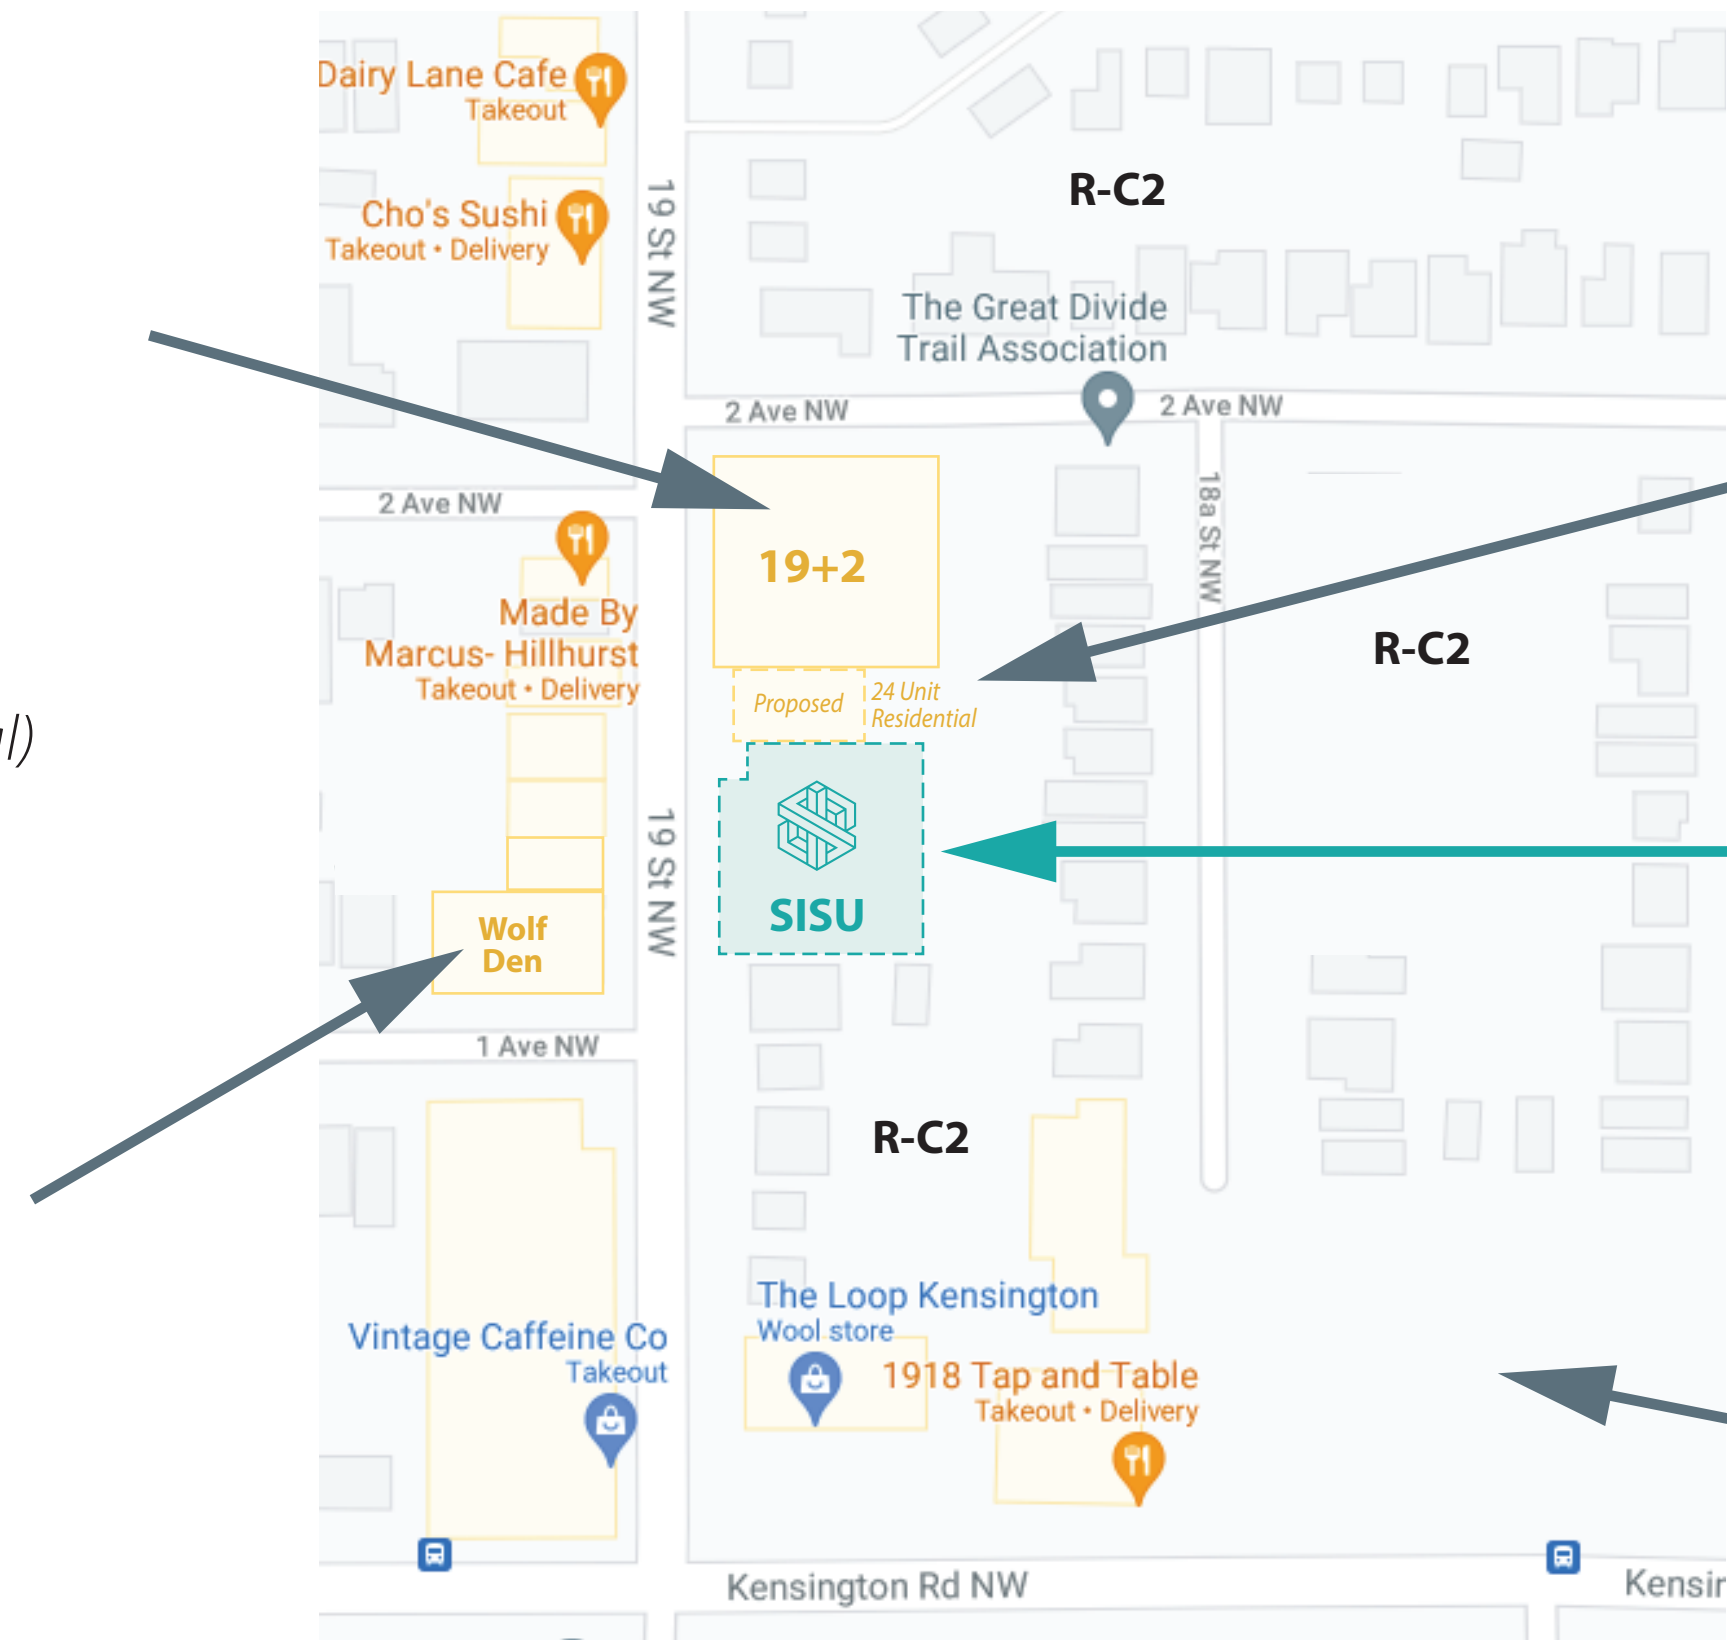 Dairy Lane Cafe
Takeout
Cho's Sushi
Takeout • Delivery
19 St NW
R-C2
The Great Divide
Trail Association
2 Ave NW
2 Ave NW
2 Ave NW
18a St NW
19+2
Made By
Marcus- Hillhurst
Takeout • Delivery
R-C2
Proposed
24 Unit
Residential
l)
19 St NW
SISU
Wolf
Den
1 Ave NW
R-C2
The Loop Kensington
Wool store
Vintage Caffeine Co
Takeout
1918 Tap and Table
Takeout • Delivery
Kensington Rd NW
Kensin